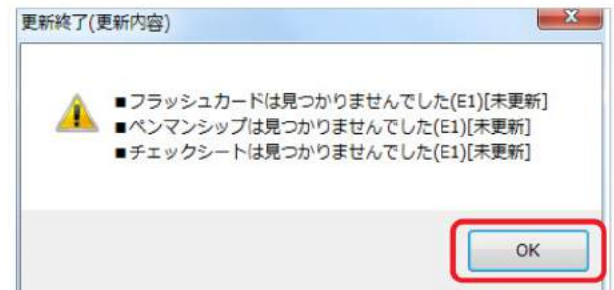 更新終了(更新内容)
■フラッシュカードは見つかりませんでした(E1)[未更新]
■ペンマンシップは見つかりませんでした(E1)[未更新]
■チェックシートは見つかりませんでした(E1)[未更新]
OK